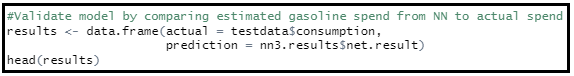 #Validate model by comparing estimated gasoline spend from NN to actual spend
results <- data.frame(actual = testdata$consumption,
prediction = nn3.results$net.result)
head(results)